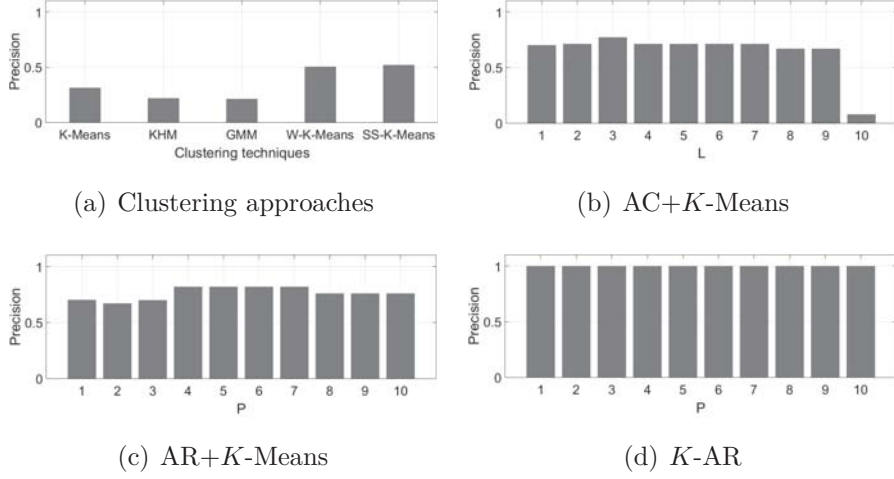 1
0.5
0
Precision
K-Means KHM GMM W-K-Means SS-K-Means
Clustering techniques
(a) Clustering approaches
1
0.5
0
Precision
1 2 3 4 5 6 7 8 9 10
L
(b) AC+K-Means
1
0.5
0
Precision
1 2 3 4 5 6 7 8 9 10
P
(c) AR+K-Means
1
0.5
0
Precision
1 2 3 4 5 6 7 8 9 10
P
(d) K-AR